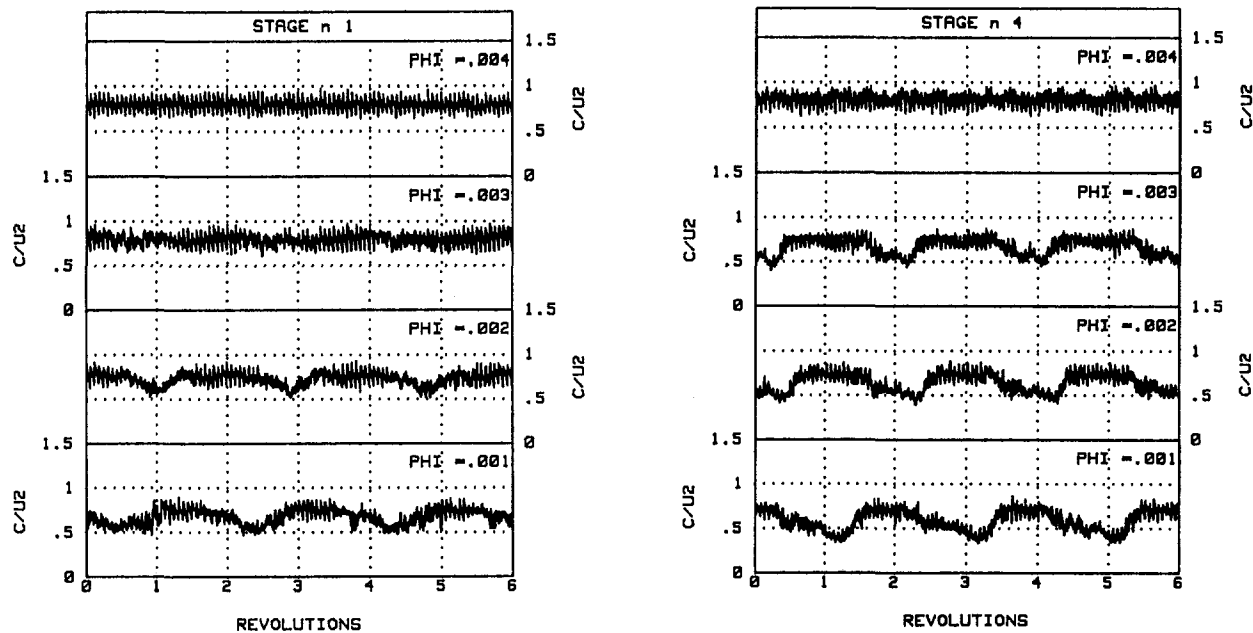 STAGE n 1
PHI =.004
1.5
1
.5
0
C/U2
PHI =.003
1.5
1
.5
0
C/U2
PHI =.002
1.5
1
.5
0
C/U2
PHI =.001
1.5
1
.5
0
C/U2
0 1 2 3 4 5 6
REVOLUTIONS
STAGE n 4
PHI =.004
1.5
1
.5
0
C/U2
PHI =.003
1.5
1
.5
0
C/U2
PHI =.002
1.5
1
.5
0
C/U2
PHI =.001
1.5
1
.5
0
C/U2
0 1 2 3 4 5 6
REVOLUTIONS